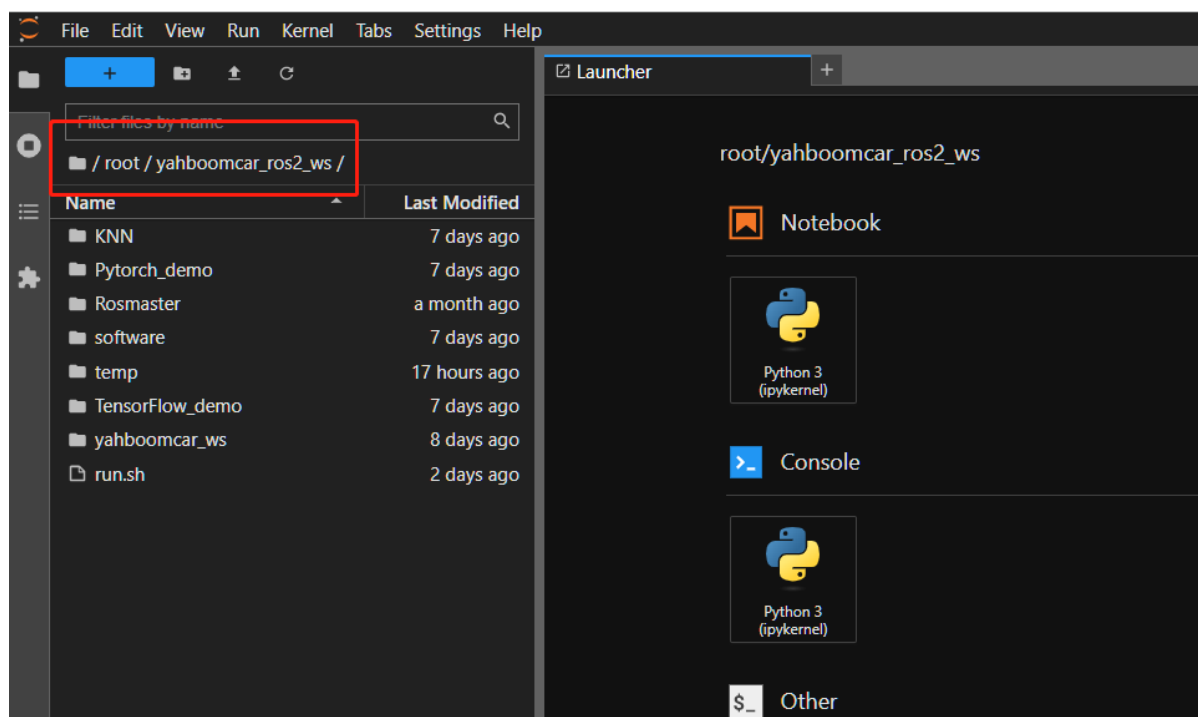 File Edit View Run Kernel Tabs Settings Help
+
Filter files by name
/ root / yahboomcar_ros2_ws /
Name Last Modified
KNN 7 days ago
Pytorch_demo 7 days ago
Rosmaster a month ago
software 7 days ago
temp 17 hours ago
TensorFlow_demo 7 days ago
yahboomcar_ws 8 days ago
run.sh 2 days ago
Launcher +
root/yahboomcar_ros2_ws
Notebook
Python 3
(ipykernel)
>_ Console
Python 3
(ipykernel)
$_ Other